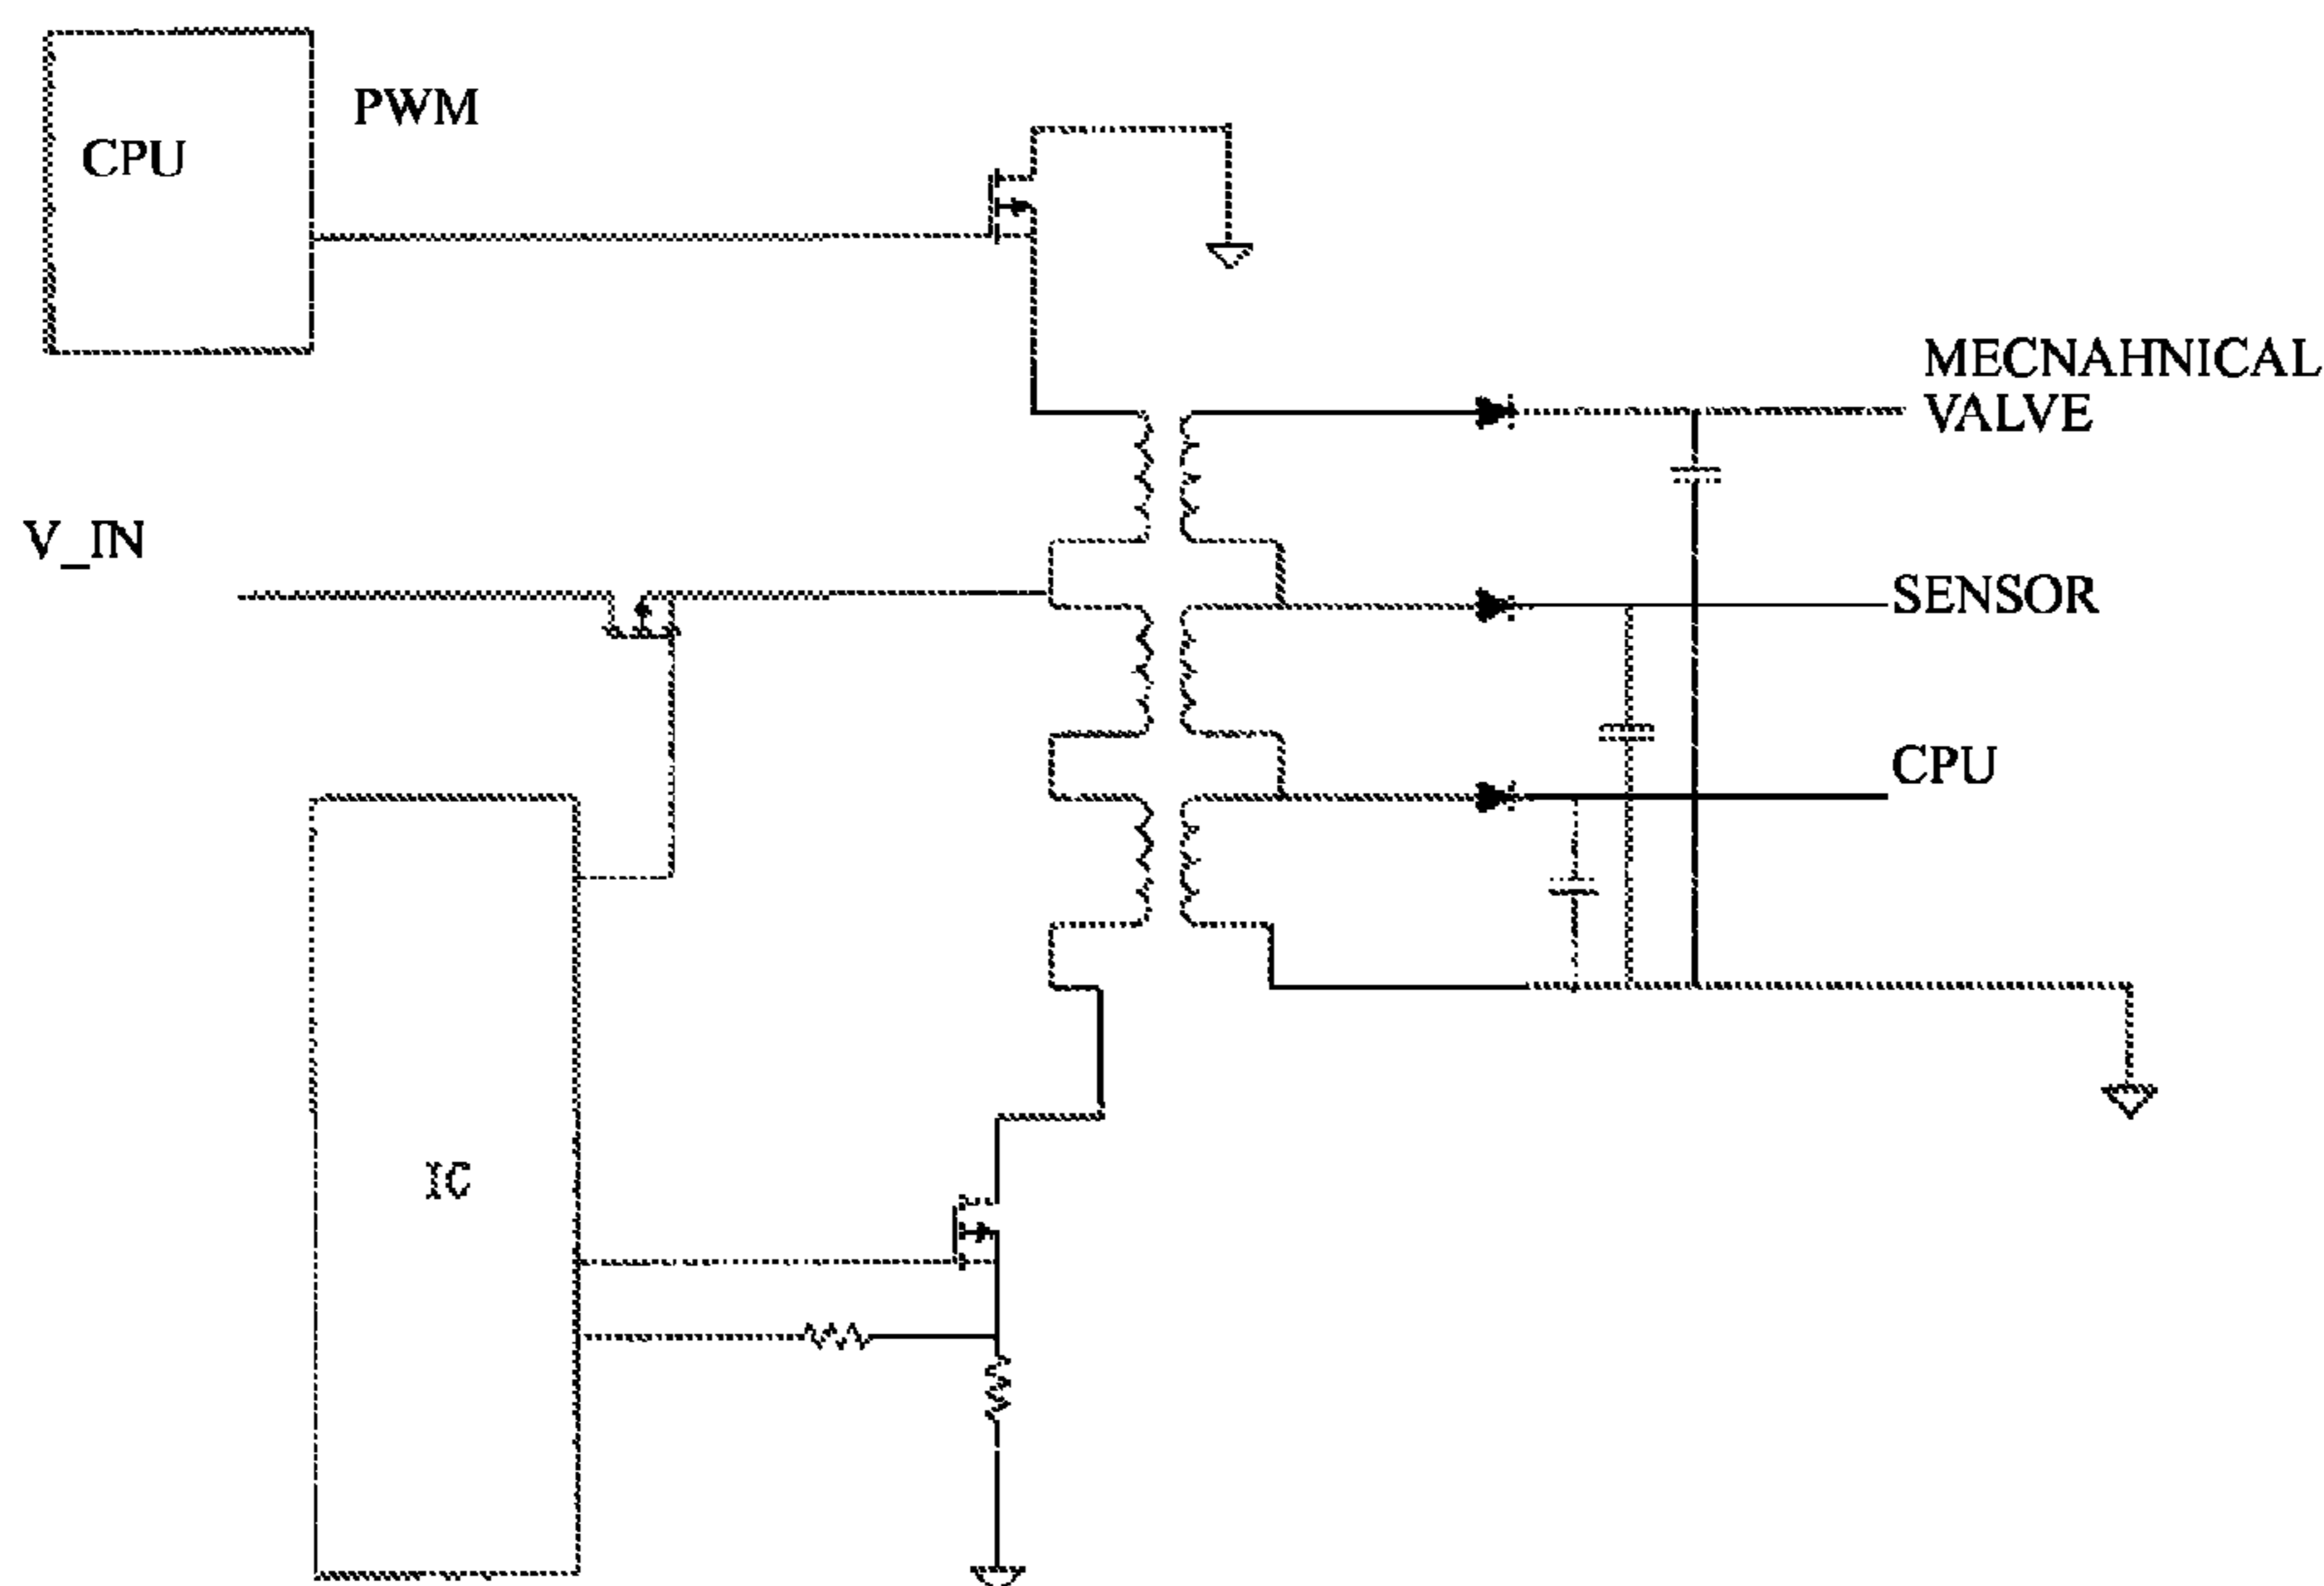 PWM
CPU
MECNAHNICAL
VALVE
V_IN
SENSOR
CPU
IC